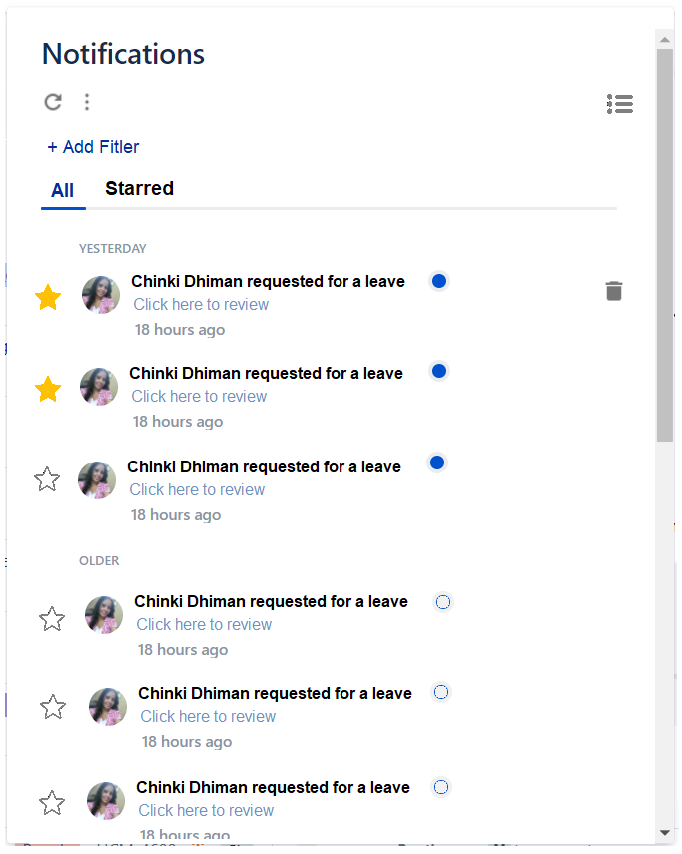 Notifications
+ Add Fitler
All
Starred
YESTERDAY
Chinki Dhiman requested for a leave
Click here to review
18 hours ago
Chinki Dhiman requested for a leave
Click here to review
18 hours ago
Chinki Dhiman requested for a leave
Click here to review
18 hours ago
OLDER
Chinki Dhiman requested for a leave
Click here to review
18 hours ago
Chinki Dhiman requested for a leave
Click here to review
18 hours ago
Chinki Dhiman requested for a leave
Click here to review
18 hours ago